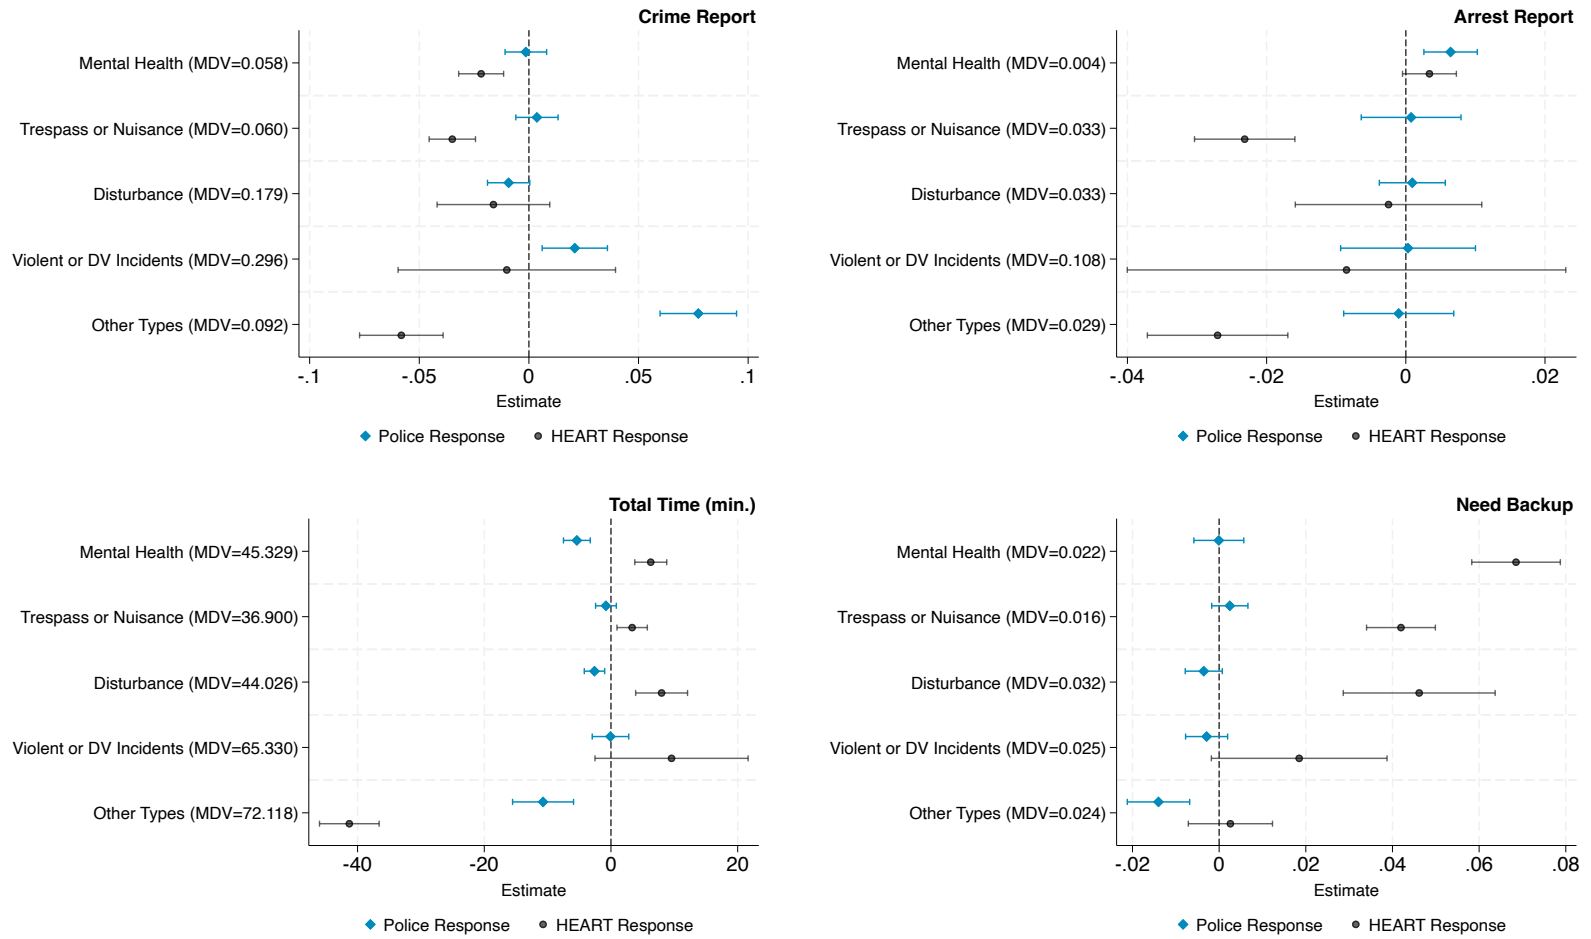 Crime Report
Mental Health (MDV=0.058)
Trespass or Nuisance (MDV=0.060)
Disturbance (MDV=0.179)
Violent or DV Incidents (MDV=0.296)
Other Types (MDV=0.092)
-.1 -.05 0 .05 .1
Estimate
Police Response HEART Response
Arrest Report
Mental Health (MDV=0.004)
Trespass or Nuisance (MDV=0.033)
Disturbance (MDV=0.033)
Violent or DV Incidents (MDV=0.108)
Other Types (MDV=0.029)
-.04 -.02 0 .02
Estimate
Police Response HEART Response
Total Time (min.)
Mental Health (MDV=45.329)
Trespass or Nuisance (MDV=36.900)
Disturbance (MDV=44.026)
Violent or DV Incidents (MDV=65.330)
Other Types (MDV=72.118)
-40 -20 0 20
Estimate
Police Response HEART Response
Need Backup
Mental Health (MDV=0.022)
Trespass or Nuisance (MDV=0.016)
Disturbance (MDV=0.032)
Violent or DV Incidents (MDV=0.025)
Other Types (MDV=0.024)
-.02 0 .02 .04 .06 .08
Estimate
Police Response HEART Response